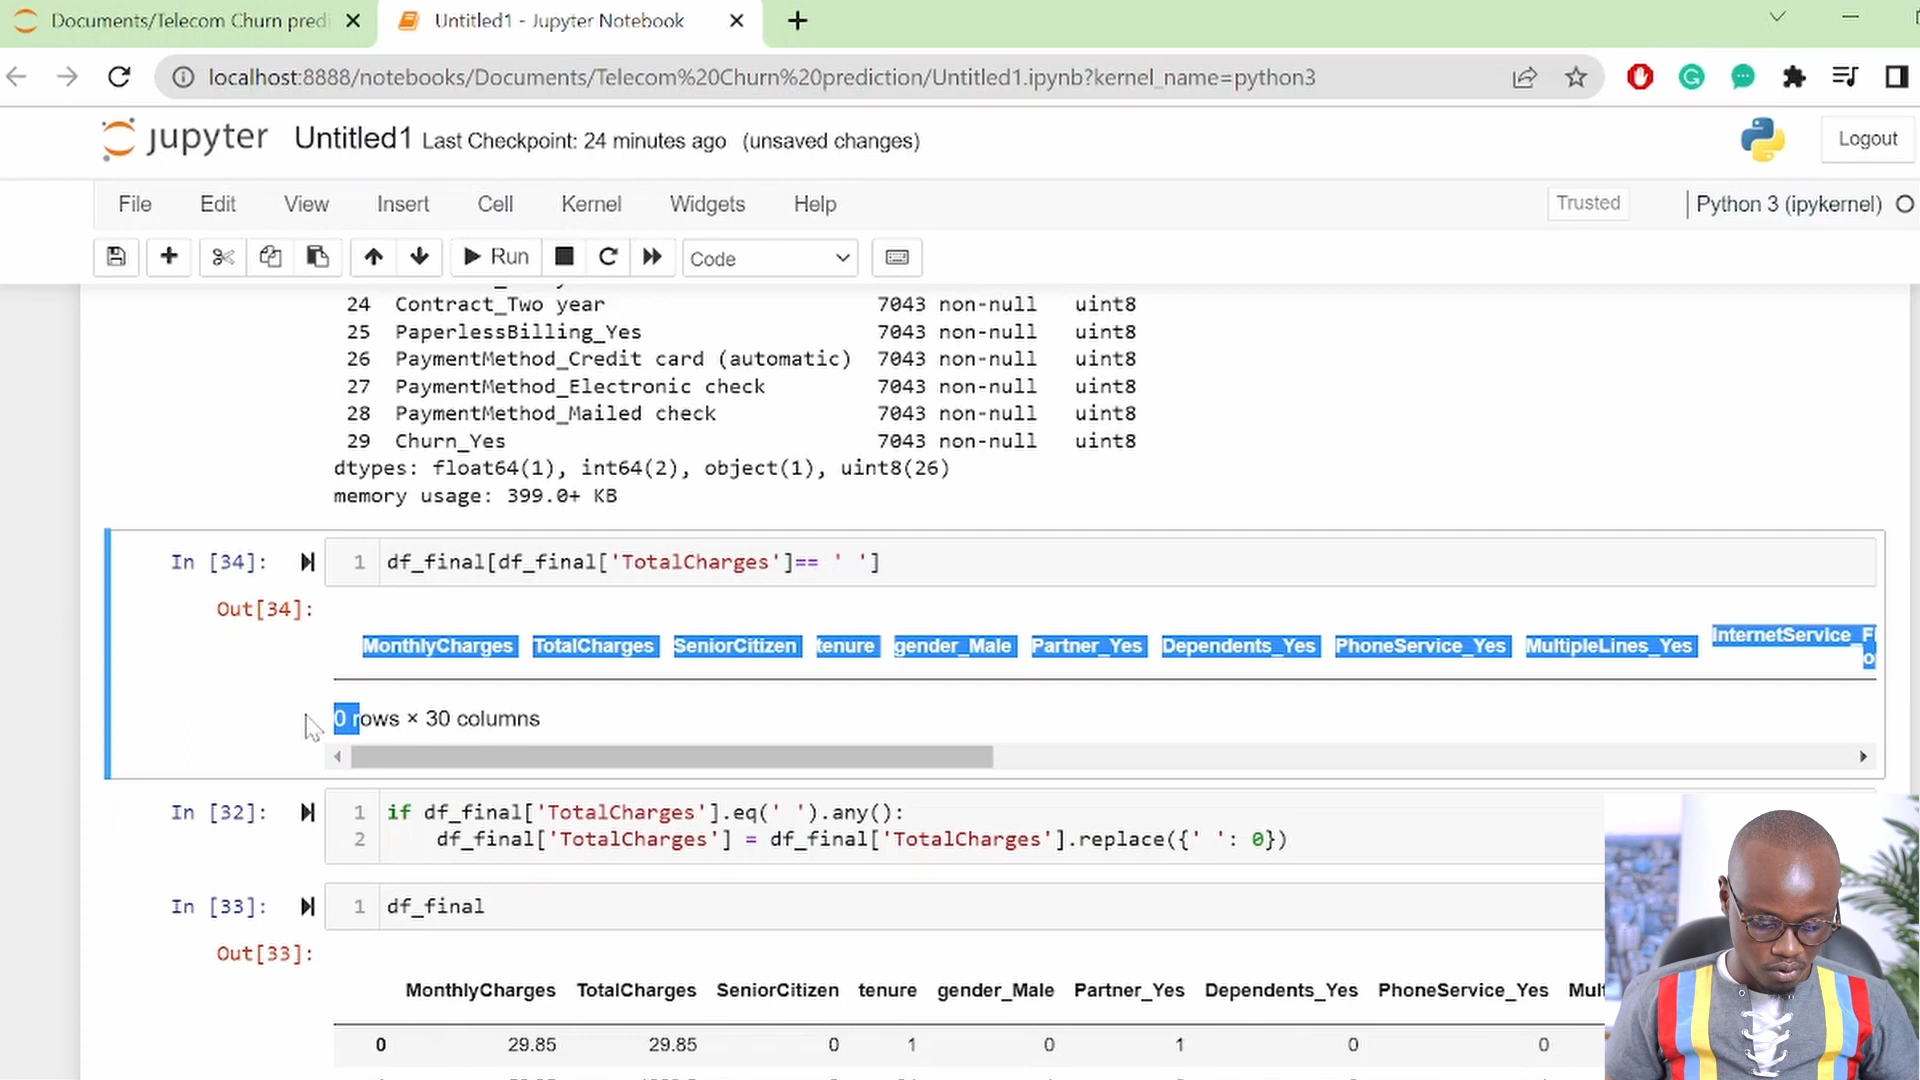 Documents/Telecom Churn predi
Untitled1 - Jupyter Notebook
localhost:8888/notebooks/Documents/Telecom%20Churn%20prediction/Untitled1.ipynb?kernel_name=python3
jupyter Untitled1 Last Checkpoint: 24 minutes ago (unsaved changes)
Logout
File Edit View Insert Cell Kernel Widgets Help
Trusted
Python 3 (ipykernel)
Run
Code
24 Contract_Two year 7043 non-null uint8
25 PaperlessBilling_Yes 7043 non-null uint8
26 PaymentMethod_Credit card (automatic) 7043 non-null uint8
27 PaymentMethod_Electronic check 7043 non-null uint8
28 PaymentMethod_Mailed check 7043 non-null uint8
29 Churn_Yes 7043 non-null uint8
dtypes: float64(1), int64(2), object(1), uint8(26)
memory usage: 399.0+ KB
In [34]: 1 df_final[df_final['TotalCharges']== ' ']
Out[34]:
MonthlyCharges TotalCharges SeniorCitizen tenure gender_Male Partner_Yes Dependents_Yes PhoneService_Yes MultipleLines_Yes InternetService_F
0 rows × 30 columns
In [32]: 1 if df_final['TotalCharges'].eq(' ').any():
2 df_final['TotalCharges'] = df_final['TotalCharges'].replace({' ': 0})
In [33]: 1 df_final
Out[33]:
MonthlyCharges TotalCharges SeniorCitizen tenure gender_Male Partner_Yes Dependents_Yes PhoneService_Yes Mul
0 29.85 29.85 0 1 0 1 0 0